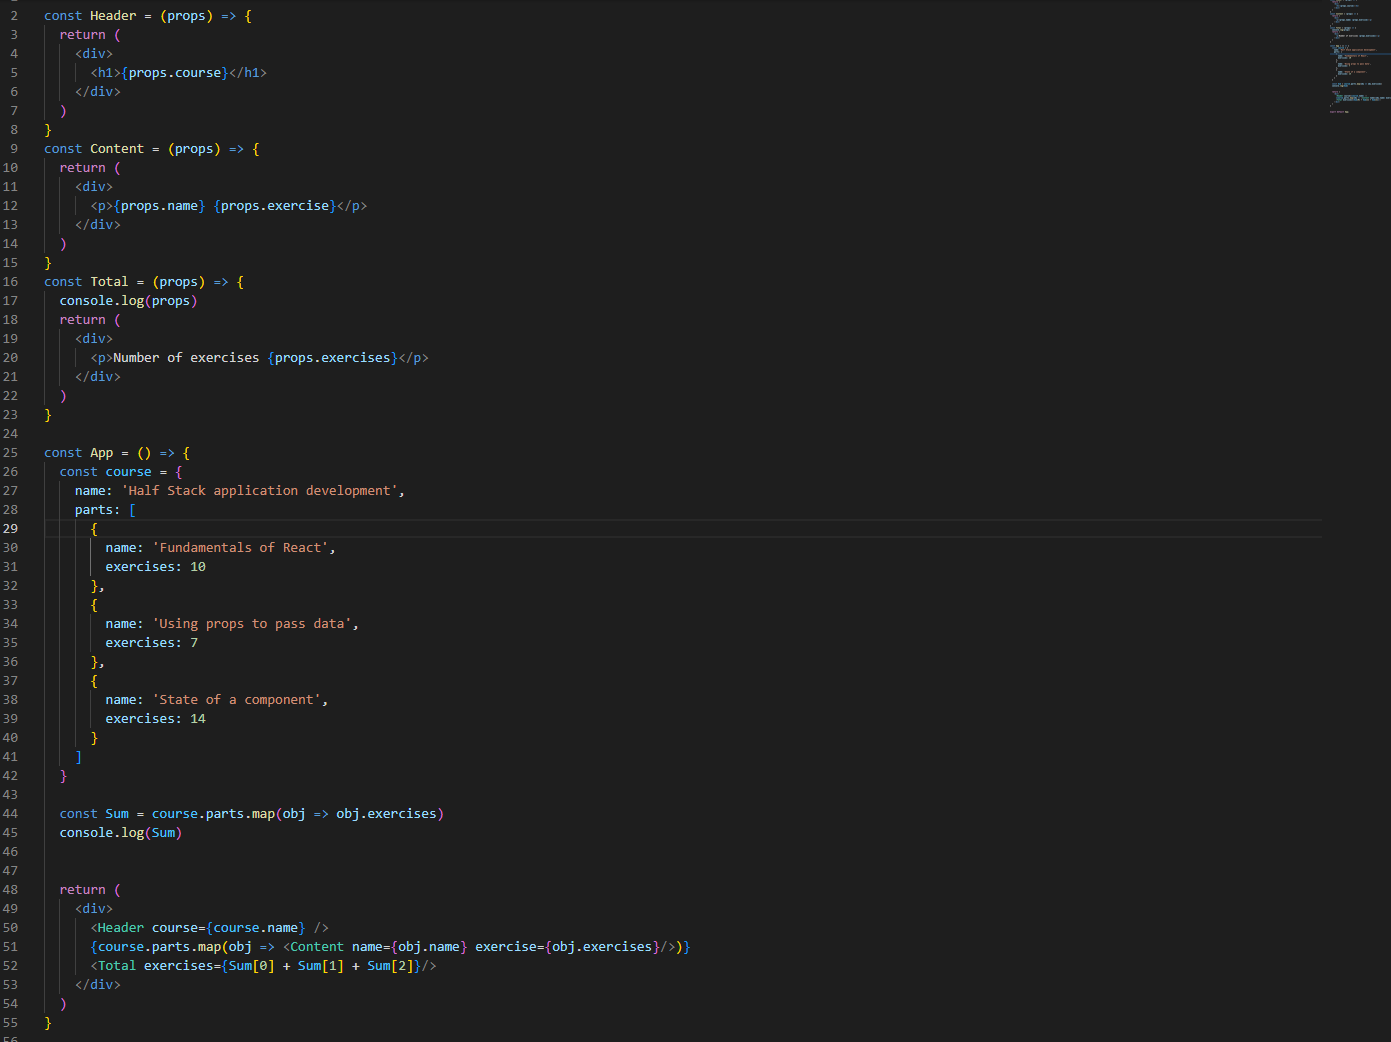 2 const Header = (props) => {
3   return (
4     <div>
5       <h1>{props.course}</h1>
6     </div>
7   )
8 }
9 const Content = (props) => {
10   return (
11     <div>
12       <p>{props.name} {props.exercise}</p>
13     </div>
14   )
15 }
16 const Total = (props) => {
17   console.log(props)
18   return (
19     <div>
20       <p>Number of exercises {props.exercises}</p>
21     </div>
22   )
23 }
24
25 const App = () => {
26   const course = {
27     name: 'Half Stack application development',
28     parts: [
29       {
30         name: 'Fundamentals of React',
31         exercises: 10
32       },
33       {
34         name: 'Using props to pass data',
35         exercises: 7
36       },
37       {
38         name: 'State of a component',
39         exercises: 14
40       }
41     ]
42   }
43
44   const Sum = course.parts.map(obj => obj.exercises)
45   console.log(Sum)
46
47
48   return (
49     <div>
50       <Header course={course.name} />
51       {course.parts.map(obj => <Content name={obj.name} exercise={obj.exercises}/>)}
52       <Total exercises={Sum[0] + Sum[1] + Sum[2]}/>
53     </div>
54   )
55 }
56